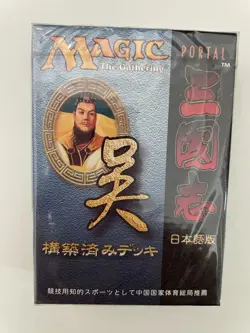 MAGIC
The Gathering
PORTAL
TM
三國志
日本語版
吴
構築済みデッキ
競技用知的スポーツとして中国国家体育総局推薦